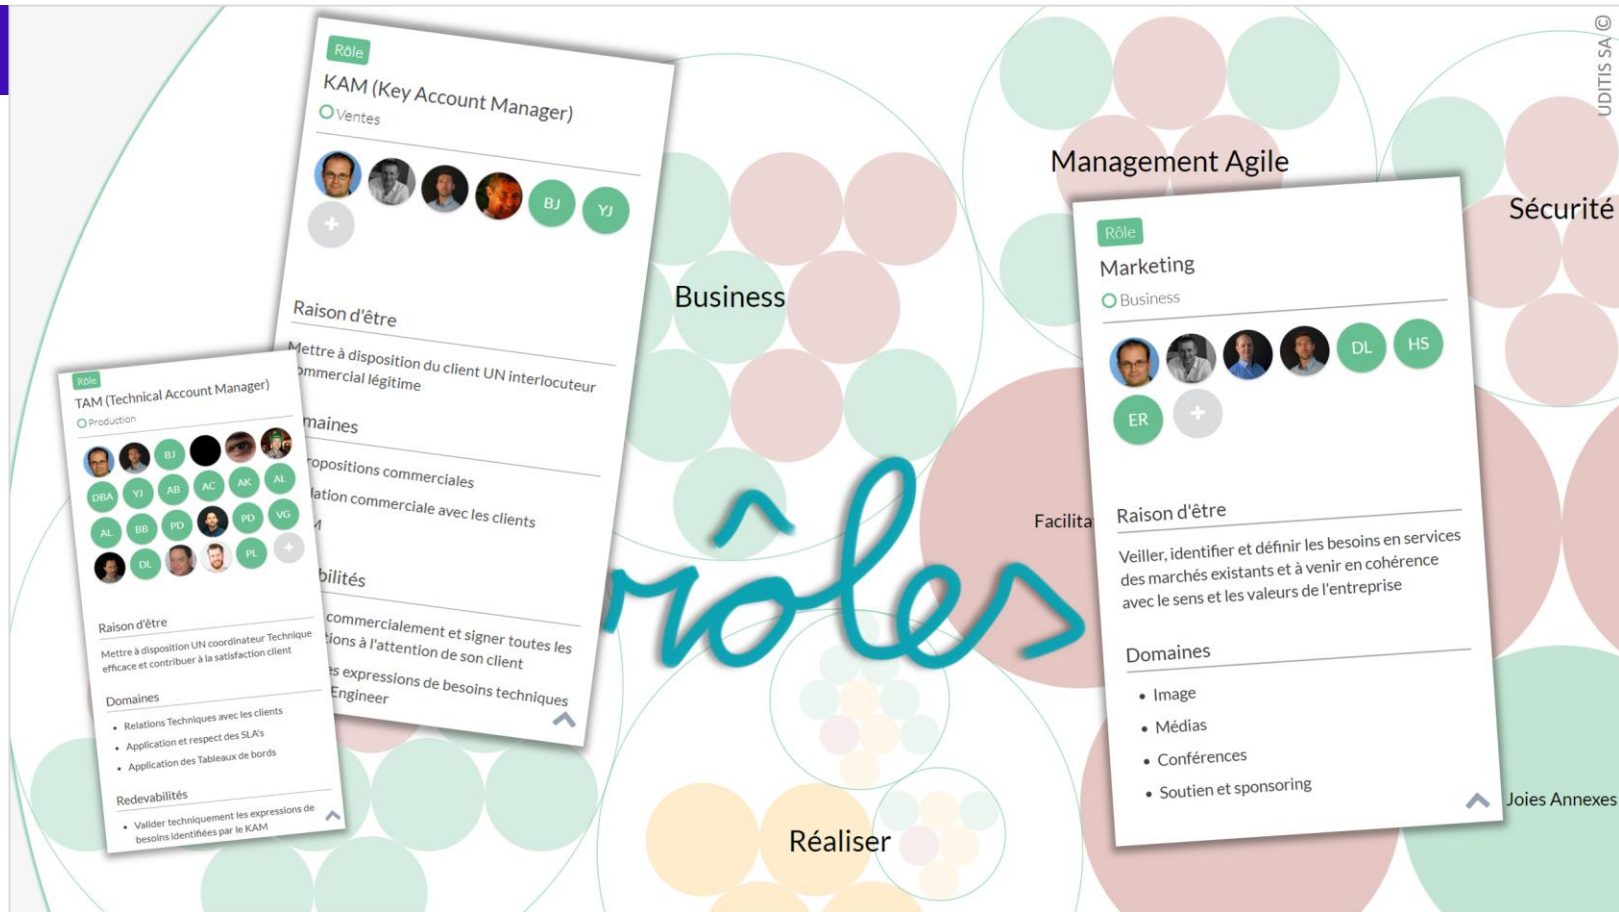 UDITIS SA ©
Rôle
KAM (Key Account Manager)
Ventes
BJ
YJ
Raison d'être
Mettre à disposition du client UN interlocuteur
commercial légitime
maines
ropositions commerciales
lation commerciale avec les clients
bilités
commercialement et signer toutes les
tions à l'attention de son client
es expressions de besoins techniques
Engineer
Rôle
TAM (Technical Account Manager)
Production
BJ
DBA YJ AB AC AK AL
AL BB PD PD VG
DL PL
Raison d'être
Mettre à disposition UN coordinateur Technique
efficace et contribuer à la satisfaction client
Domaines
• Relations Techniques avec les clients
• Application et respect des SLA's
• Application des Tableaux de bords
Redevabilités
• Valider techniquement les expressions de
besoins identifiées par le KAM
Business
Management Agile
Sécurité
Rôle
Marketing
Business
DL HS
ER
Raison d'être
Veiller, identifier et définir les besoins en services
des marchés existants et à venir en cohérence
avec le sens et les valeurs de l'entreprise
Domaines
• Image
• Médias
• Conférences
• Soutien et sponsoring
Facilita
rôles
Réaliser
Joies Annexes